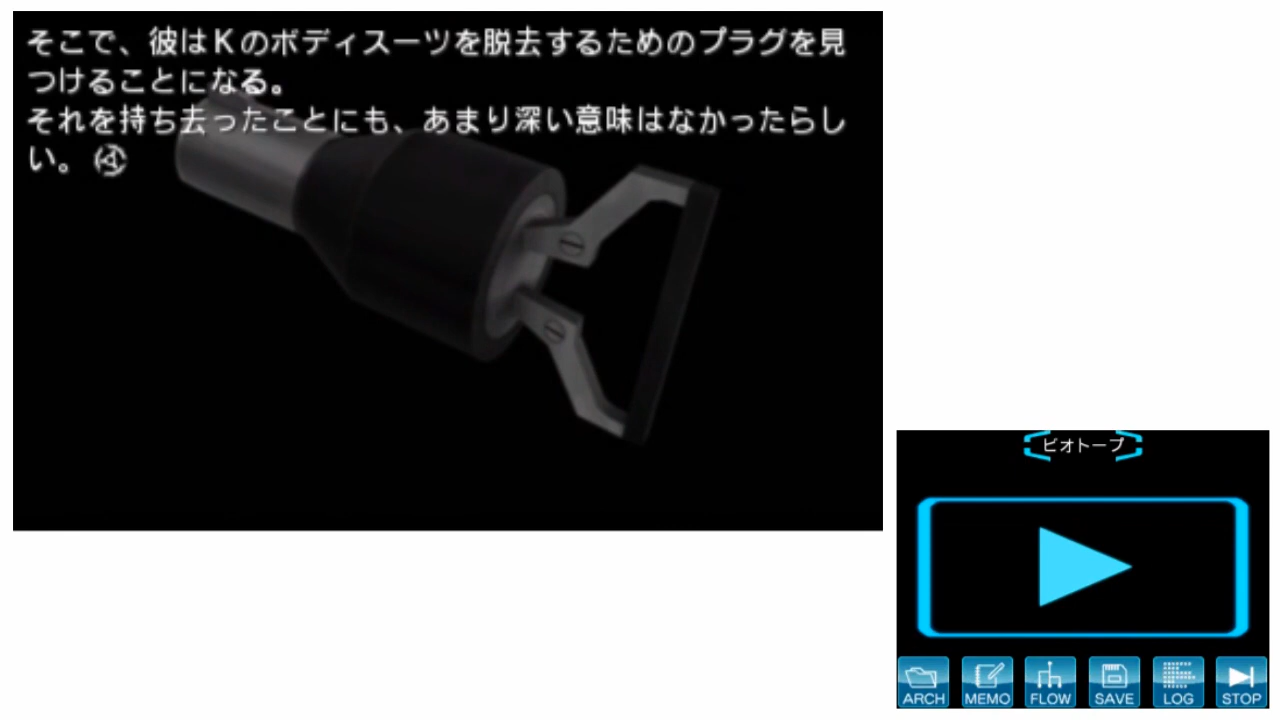 そこで、彼はKのボディスーツを脱去するためのプラグを見
つけることになる。
それを持ち去ったことにも、あまり深い意味はなかったらし
い。
ビオトープ
ARCH MEMO FLOW SAVE LOG STOP